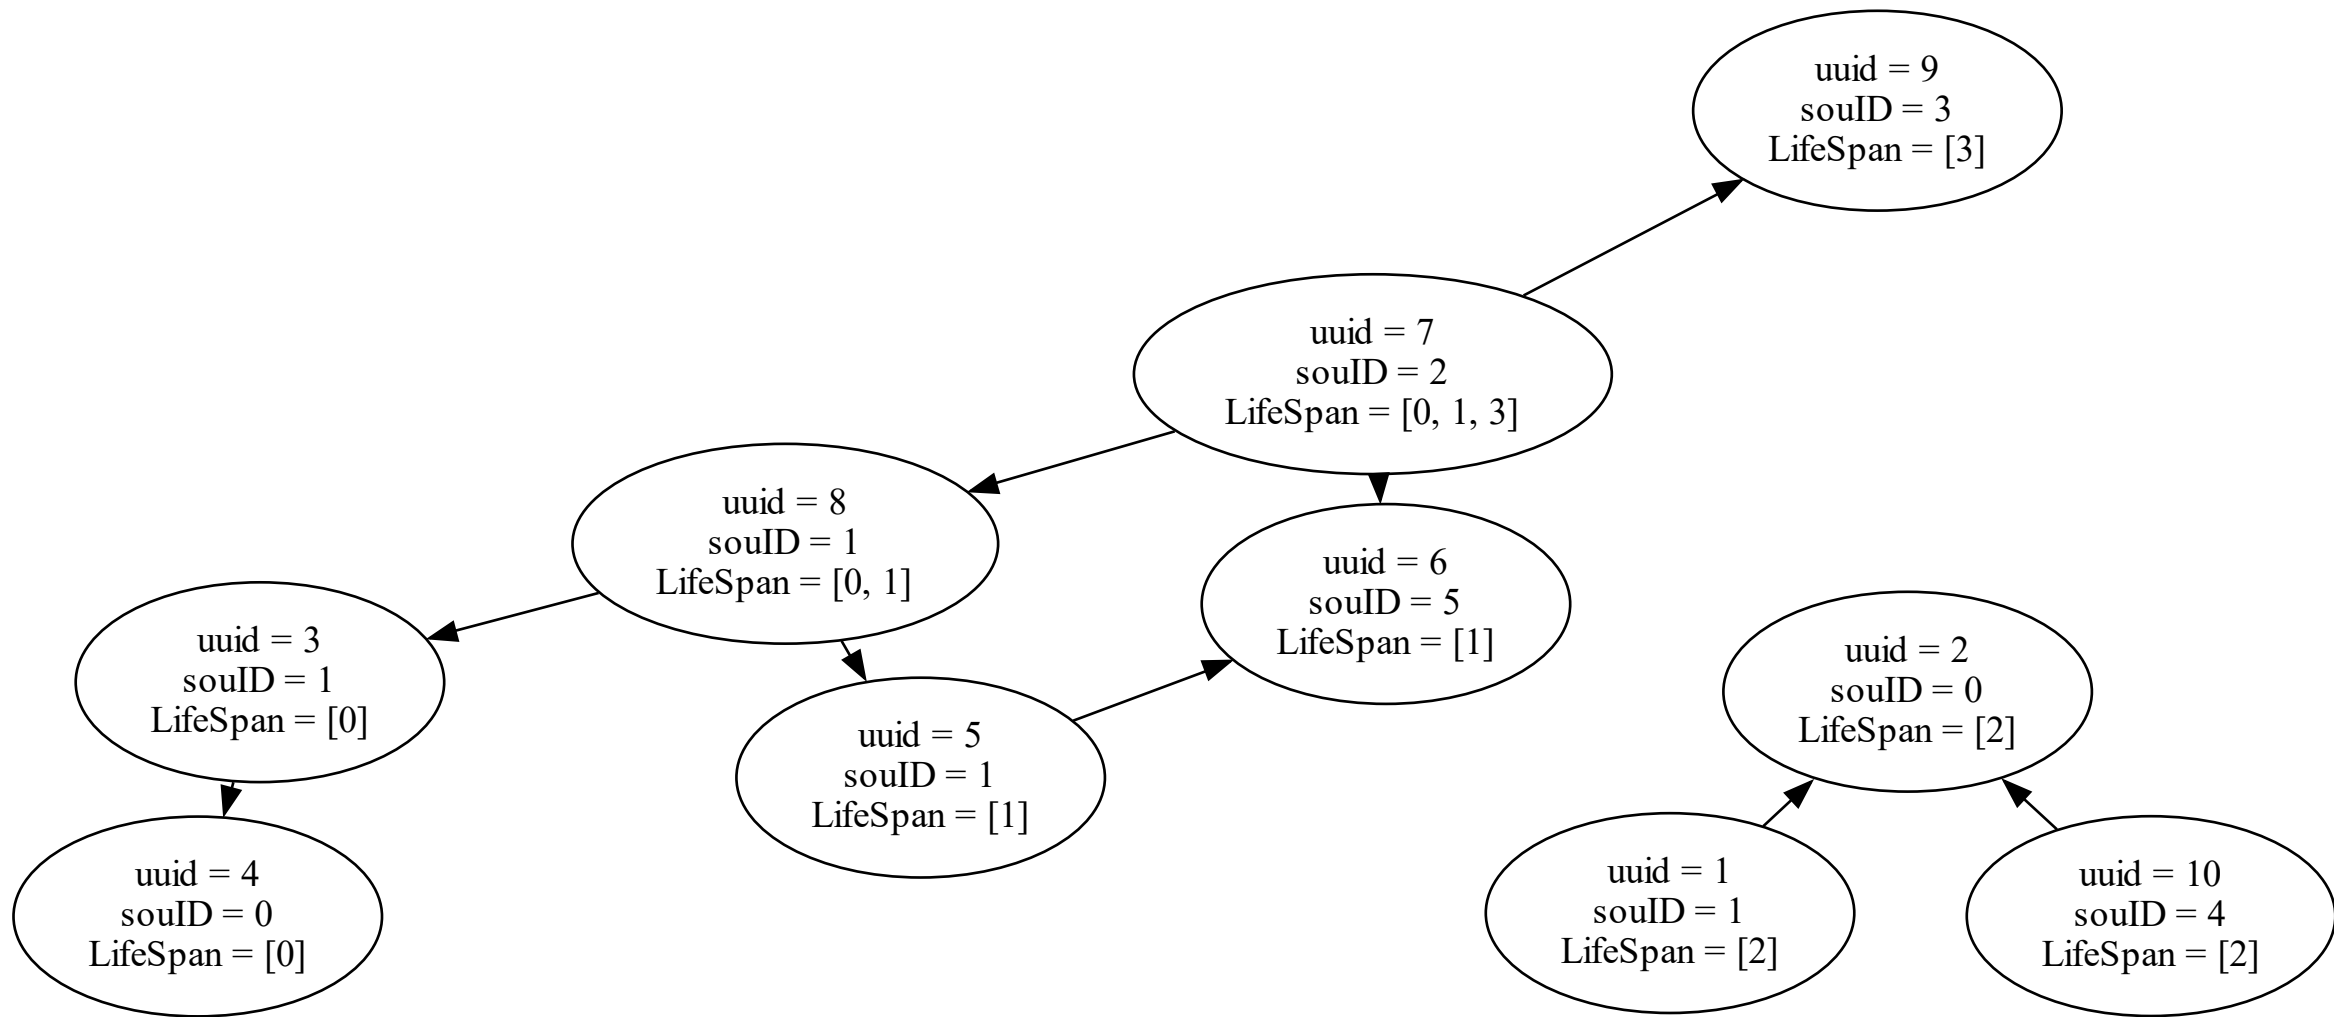 uuid = 9
souID = 3
LifeSpan = [3]
uuid = 7
souID = 2
LifeSpan = [0, 1, 3]
uuid = 8
souID = 1
LifeSpan = [0, 1]
uuid = 6
souID = 5
LifeSpan = [1]
uuid = 3
souID = 1
LifeSpan = [0]
uuid = 2
souID = 0
LifeSpan = [2]
uuid = 5
souID = 1
LifeSpan = [1]
uuid = 4
souID = 0
LifeSpan = [0]
uuid = 1
souID = 1
LifeSpan = [2]
uuid = 10
souID = 4
LifeSpan = [2]